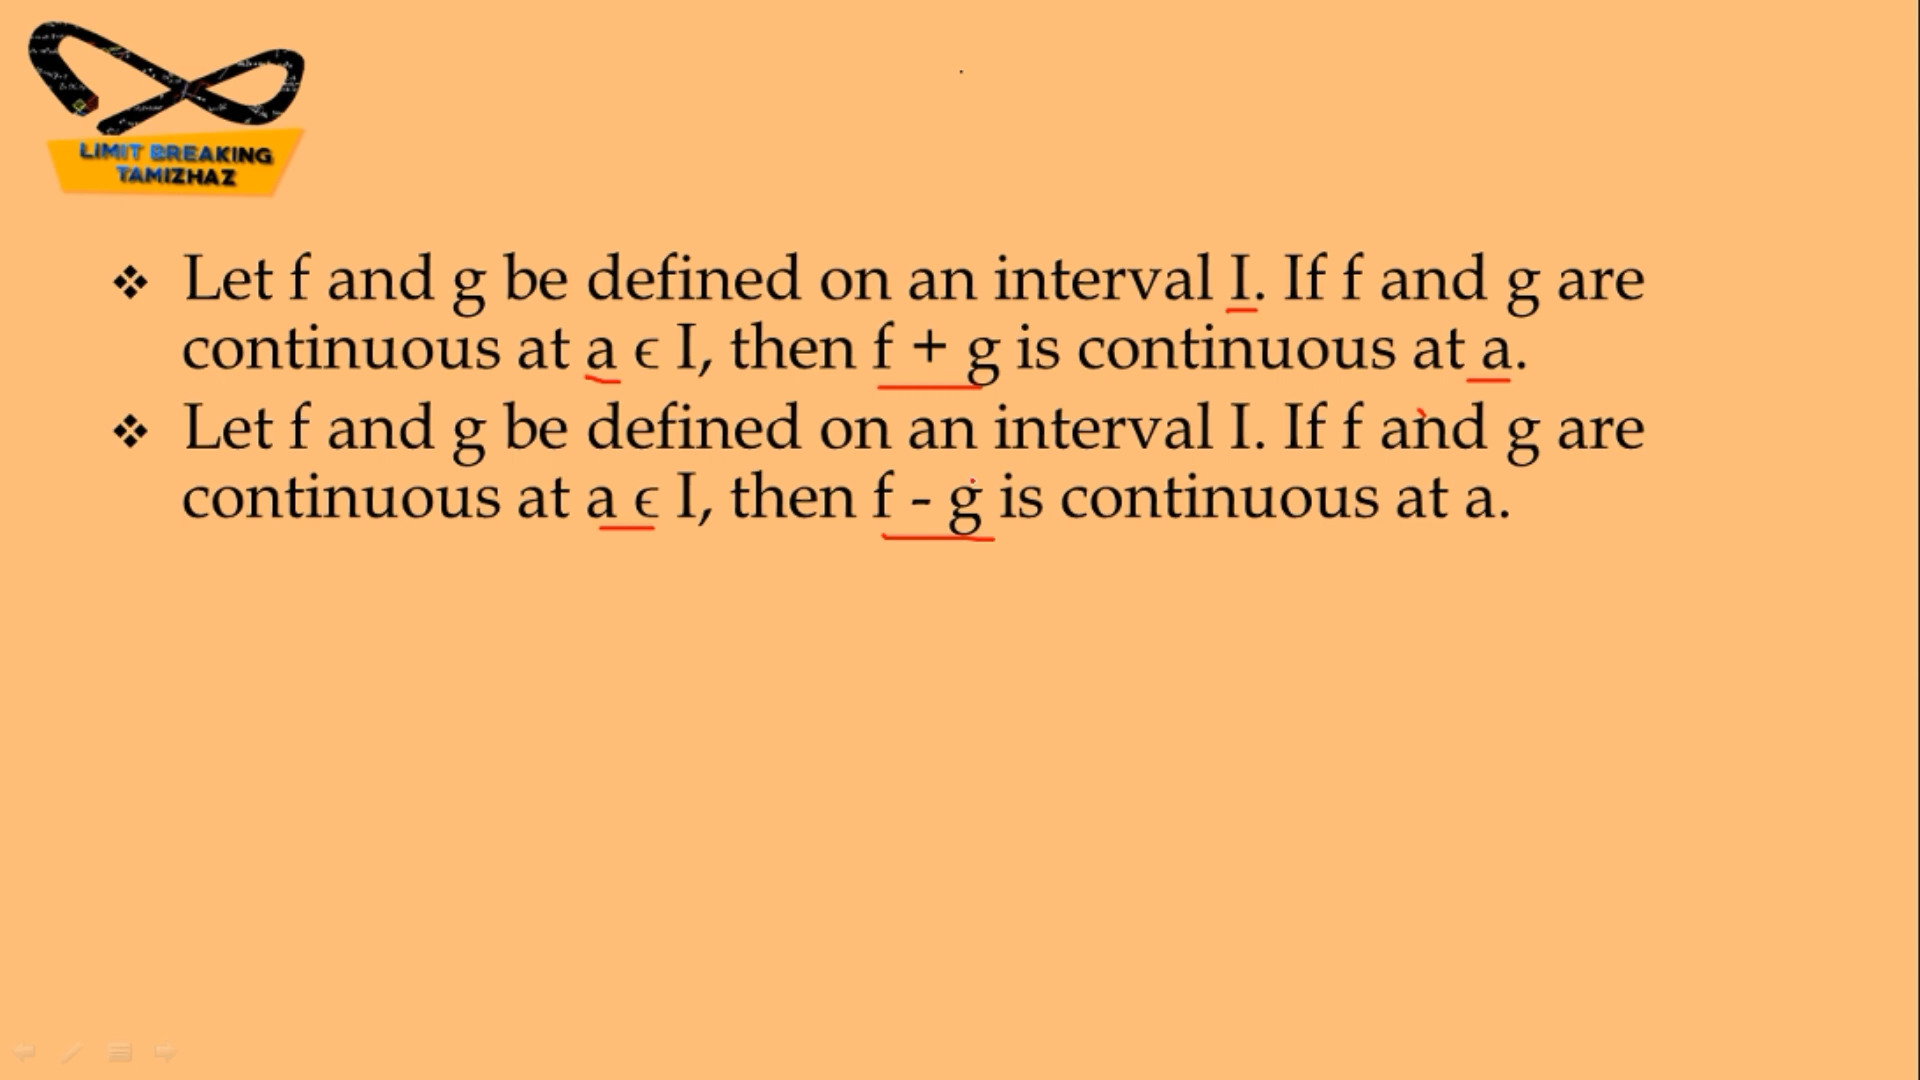 LIMIT BREAKING
TAMIZHAZ
❖ Let f and g be defined on an interval I. If f and g are
continuous at a ϵ I, then f + g is continuous at a.
❖ Let f and g be defined on an interval I. If f and g are
continuous at a ϵ I, then f - g is continuous at a.